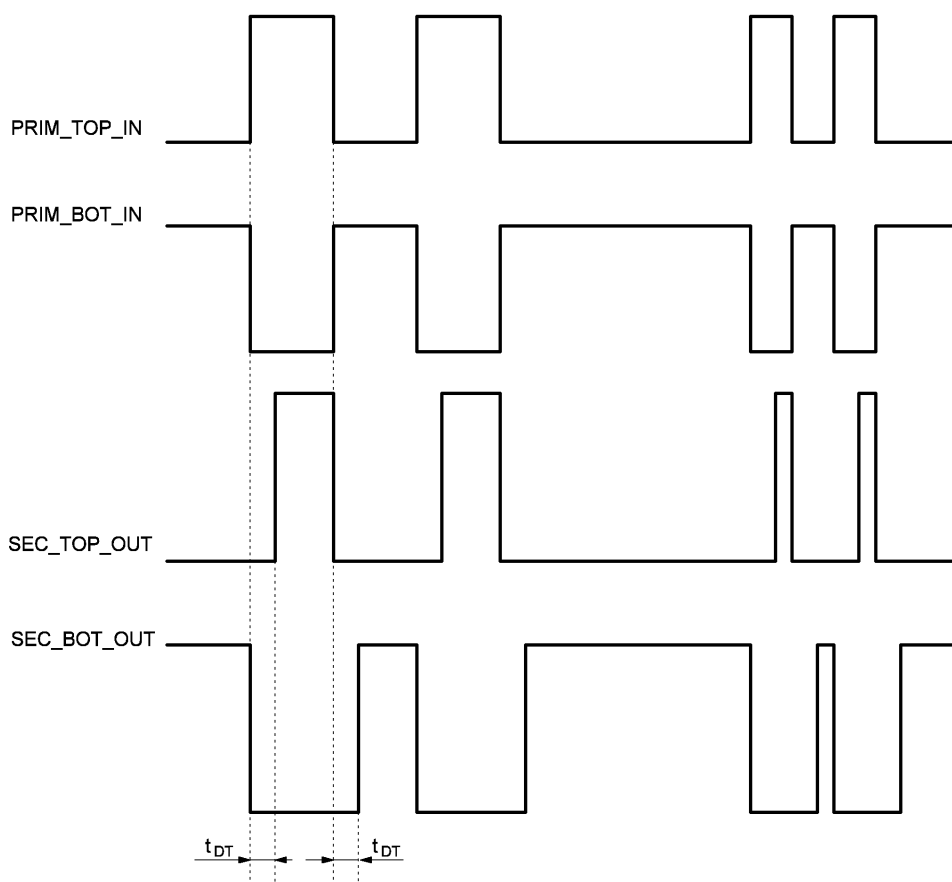 PRIM_TOP_IN
PRIM_BOT_IN
SEC_TOP_OUT
SEC_BOT_OUT
tDT tDT